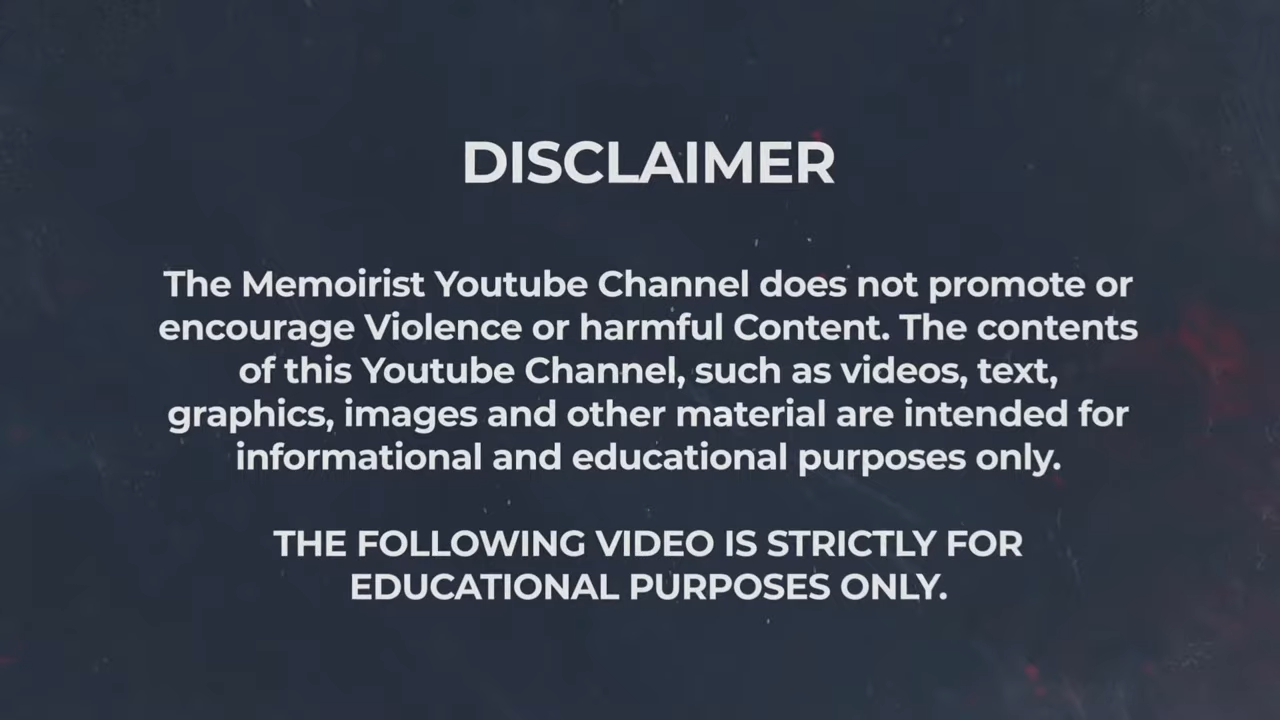 DISCLAIMER
The Memoirist Youtube Channel does not promote or
encourage Violence or harmful Content. The contents
of this Youtube Channel, such as videos, text,
graphics, images and other material are intended for
informational and educational purposes only.
THE FOLLOWING VIDEO IS STRICTLY FOR
EDUCATIONAL PURPOSES ONLY.